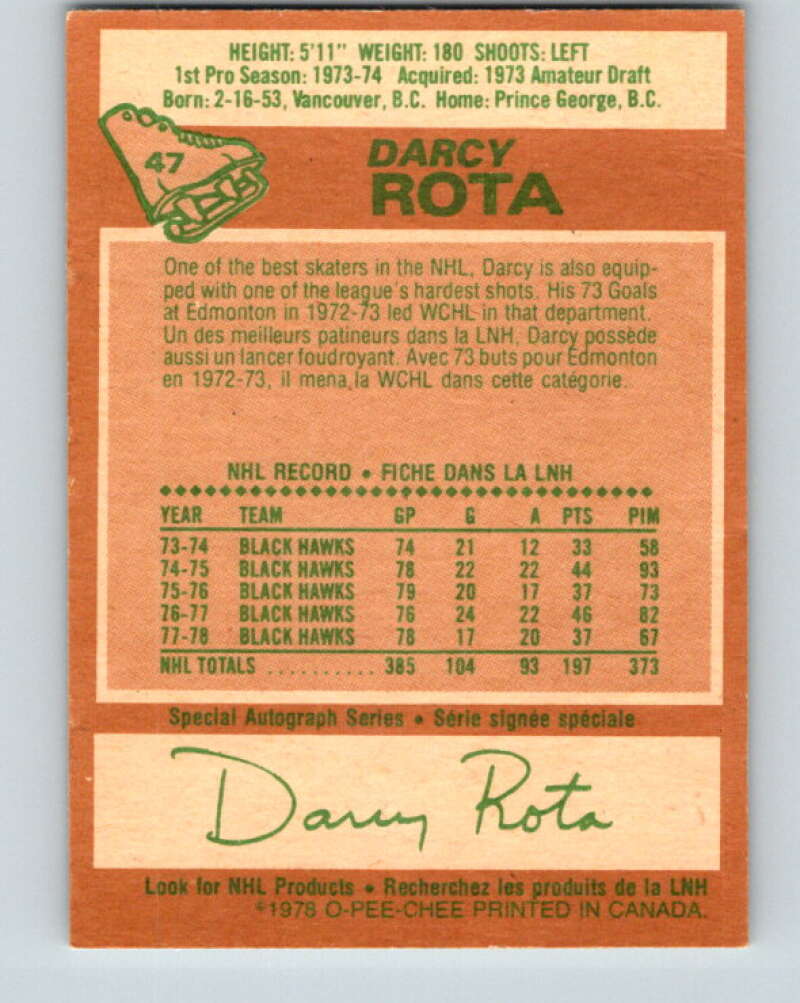 HEIGHT: 5'11" WEIGHT: 180 SHOOTS: LEFT
1st Pro Season: 1973-74 Acquired: 1973 Amateur Draft
Born: 2-16-53, Vancouver, B.C. Home: Prince George, B.C.
47
DARCY
ROTA
One of the best skaters in the NHL, Darcy is also equip-
ped with one of the league's hardest shots. His 73 Goals
at Edmonton in 1972-73 led WCHL in that department.
Un des meilleurs patineurs dans la LNH, Darcy possède
aussi un lancer foudroyant. Avec 73 buts pour Edmonton
en 1972-73, il mena la WCHL dans cette catégorie.
NHL RECORD • FICHE DANS LA LNH
YEAR TEAM GP G A PTS PIM
73-74 BLACK HAWKS 74 21 12 33 58
74-75 BLACK HAWKS 78 22 22 44 93
75-76 BLACK HAWKS 79 20 17 37 73
76-77 BLACK HAWKS 76 24 22 46 82
77-78 BLACK HAWKS 78 17 20 37 67
NHL TOTALS .......... 385 104 93 197 373
Special Autograph Series • Série signée spéciale
Darcy Rota
Look for NHL Products • Recherchez les produits de la LNH
©1978 O-PEE-CHEE PRINTED IN CANADA.